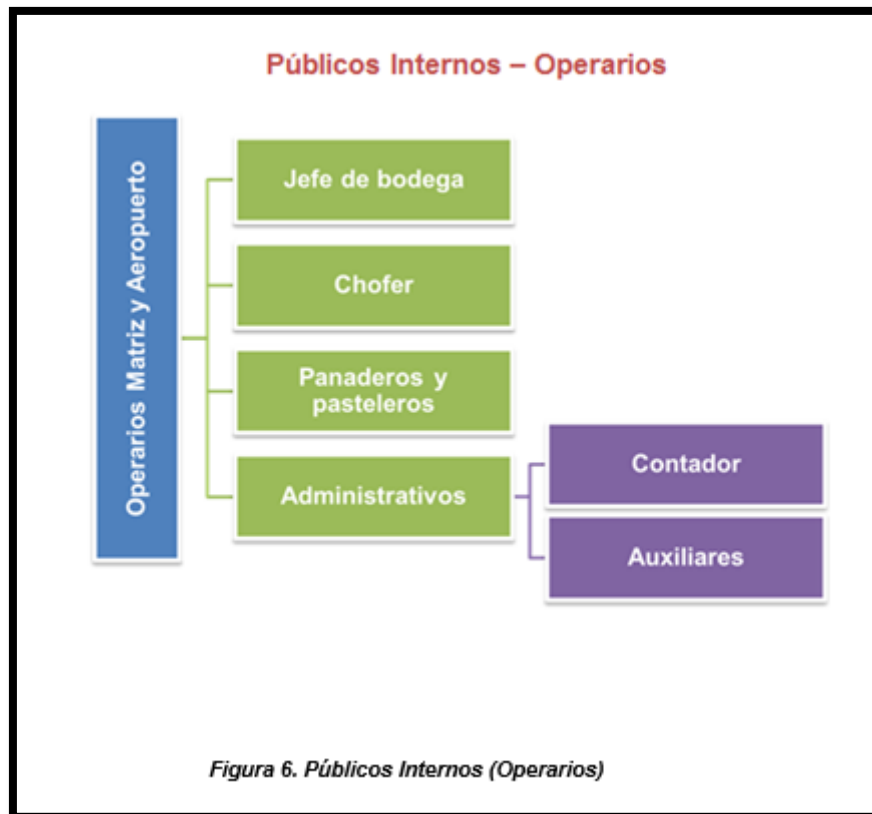 Públicos Internos – Operarios
Operarios Matriz y Aeropuerto
Jefe de bodega
Chofer
Panaderos y
pasteleros
Administrativos
Contador
Auxiliares
Figura 6. Públicos Internos (Operarios)